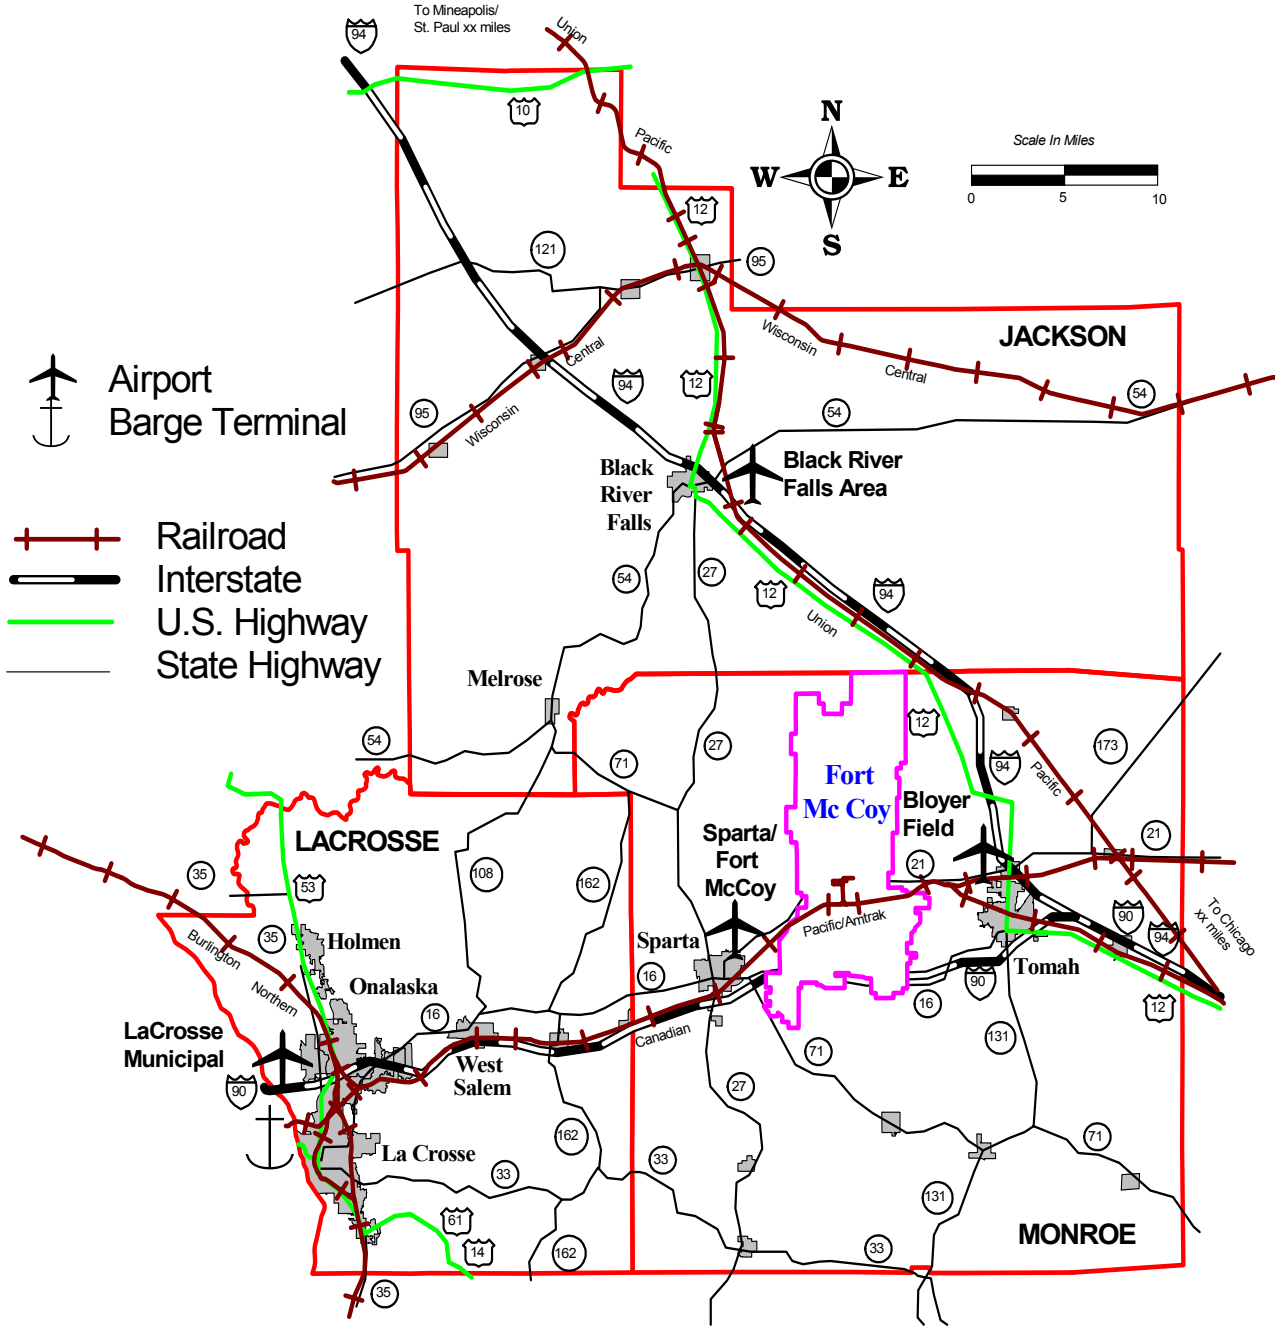 To Mineapolis/
St. Paul xx miles
94
Union
10
Pacific
N
W
E
S
Scale In Miles
0
5
10
12
121
95
Wisconsin
Central
JACKSON
Airport
Barge Terminal
94
Central
12
95
Wisconsin
54
54
Black River
Falls Area
Black
River
Falls
Railroad
Interstate
U.S. Highway
State Highway
54
27
12
94
Union
Melrose
12
54
71
27
173
94
Pacific
Fort
Mc Coy
Bloyer
Field
LACROSSE
Sparta/
Fort
McCoy
21
21
35
53
108
162
Pacific/Amtrak
90
94
To Chicago
xx miles
35
Burlington
Holmen
Sparta
Tomah
Northern
Onalaska
16
90
16
12
16
LaCrosse
Municipal
Canadian
131
90
West
Salem
71
27
La Crosse
162
71
33
33
131
61
14
162
33
MONROE
35